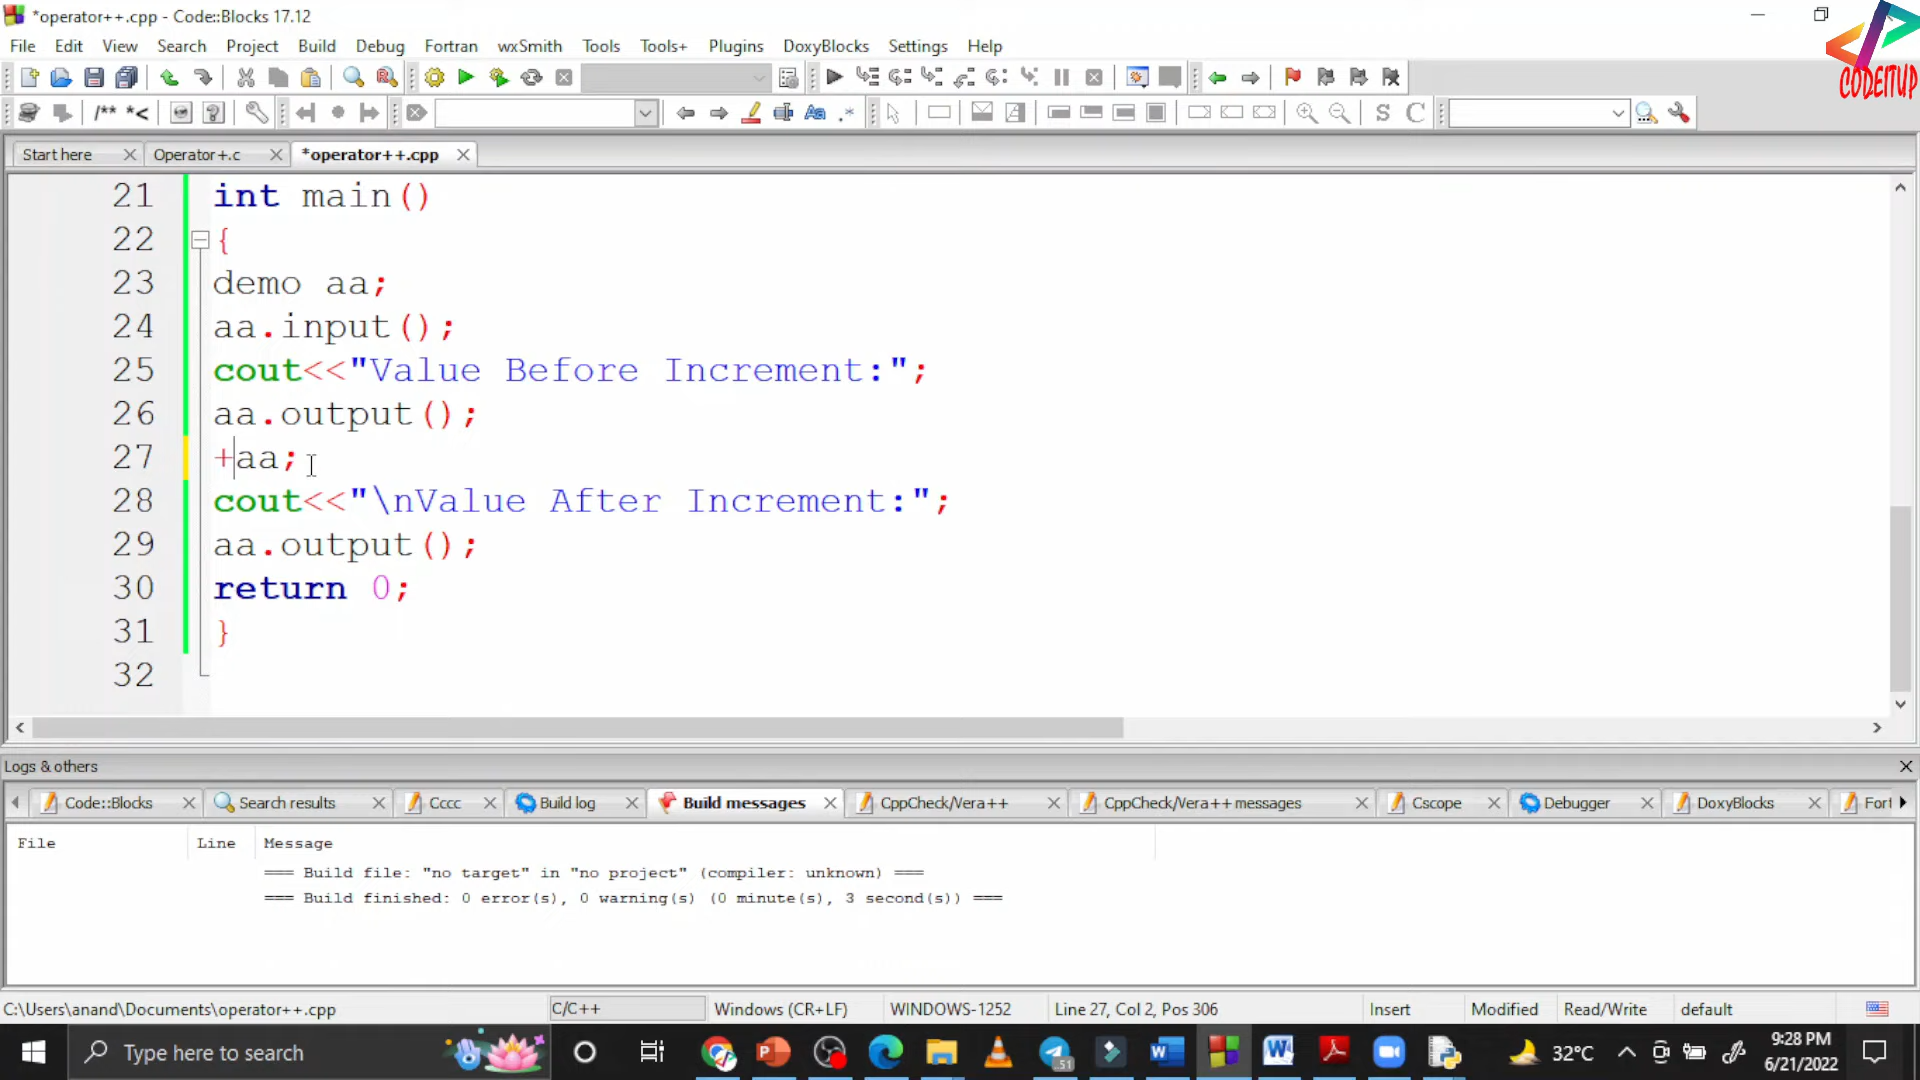 *operator++.cpp - Code::Blocks 17.12
File Edit View Search Project Build Debug Fortran wxSmith Tools Tools+ Plugins DoxyBlocks Settings Help
CODEITUP
/** *<
S C
Start here Operator+.c *operator++.cpp
21 int main()
22 {
23 demo aa;
24 aa.input();
25 cout<<"Value Before Increment:";
26 aa.output();
27 +aa;
28 cout<<"\nValue After Increment:";
29 aa.output();
30 return 0;
31 }
32
Logs & others
Code::Blocks Search results Cccc Build log Build messages CppCheck/Vera++ CppCheck/Vera++ messages Cscope Debugger DoxyBlocks Fort
File Line Message
=== Build file: "no target" in "no project" (compiler: unknown) ===
=== Build finished: 0 error(s), 0 warning(s) (0 minute(s), 3 second(s)) ===
C:\Users\anand\Documents\operator++.cpp C/C++ Windows (CR+LF) WINDOWS-1252 Line 27, Col 2, Pos 306 Insert Modified Read/Write default
Type here to search
51
32°C
9:28 PM
6/21/2022